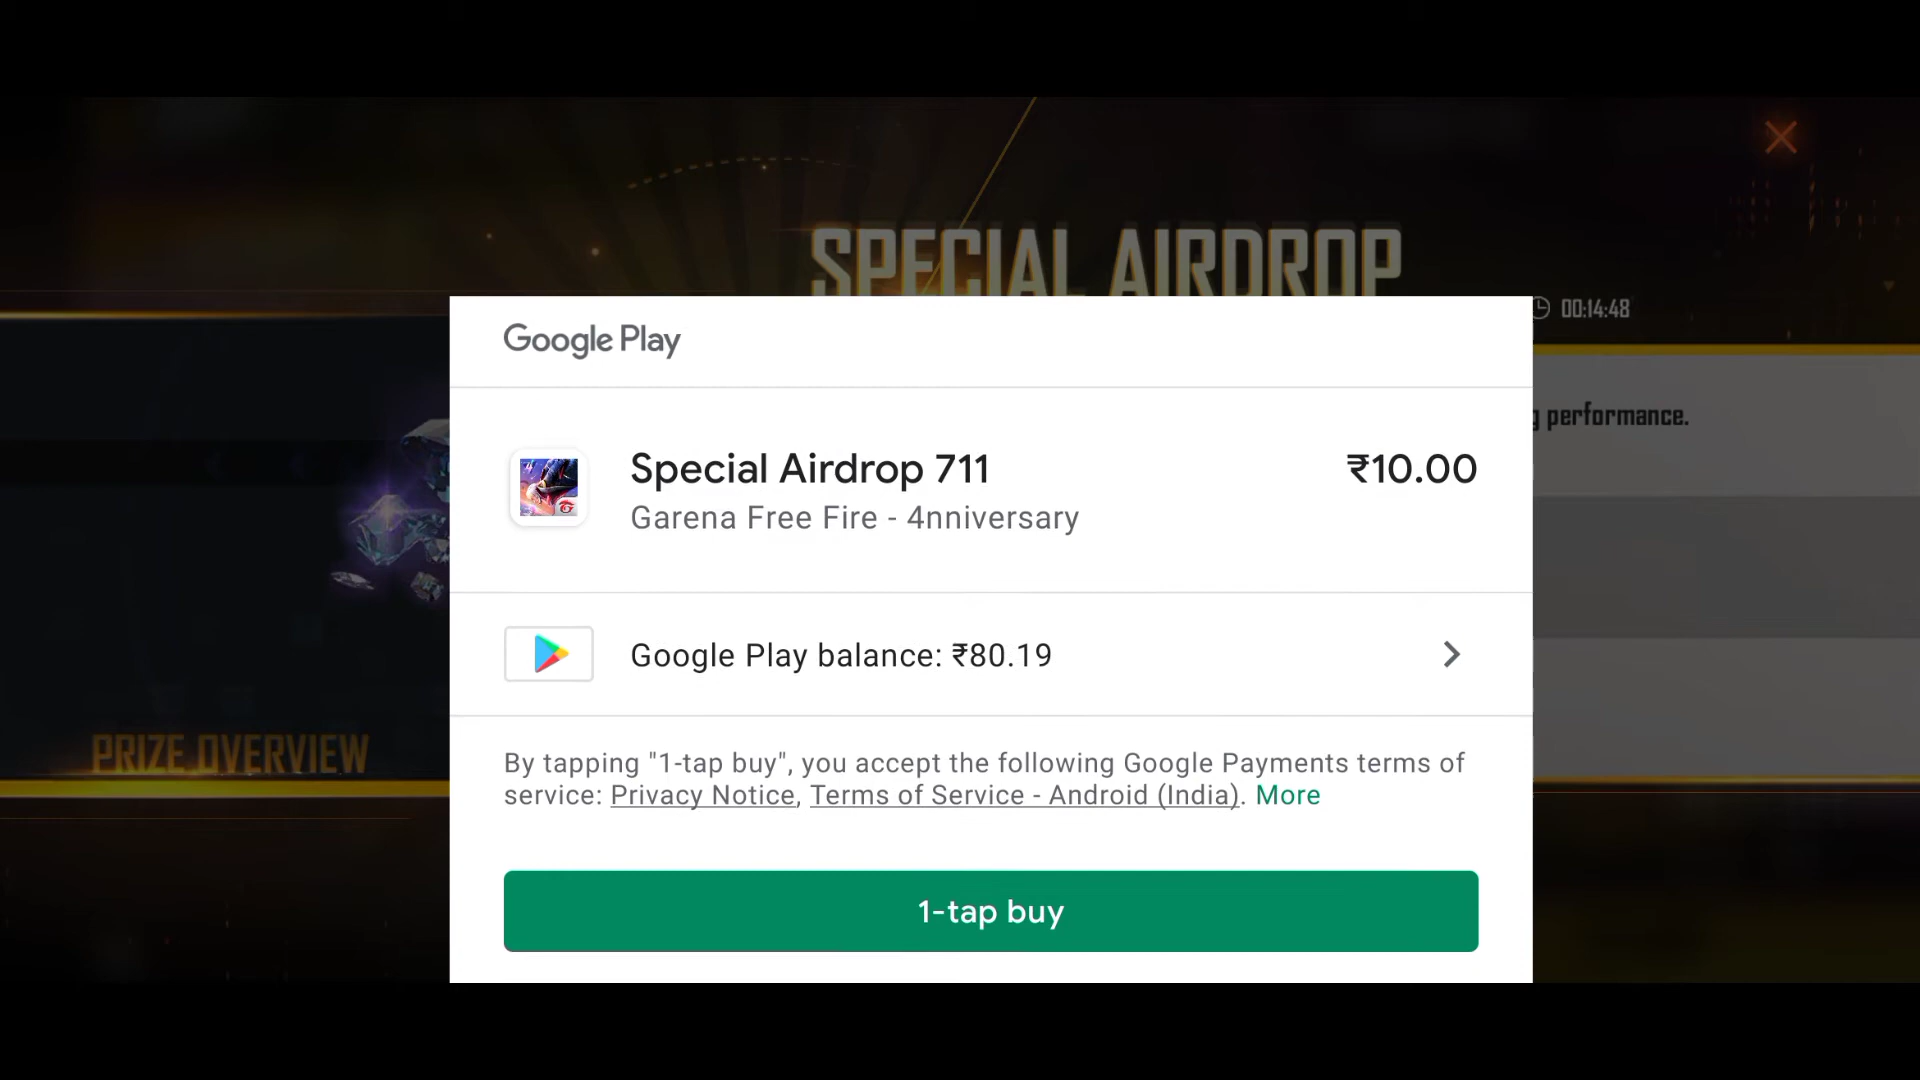 SPECIAL AIRDROP
00:14:48
Google Play
performance.
Special Airdrop 711
₹10.00
Garena Free Fire - 4nniversary
Google Play balance: ₹80.19
PRIZE OVERVIEW
By tapping "1-tap buy", you accept the following Google Payments terms of
service: Privacy Notice, Terms of Service - Android (India). More
1-tap buy